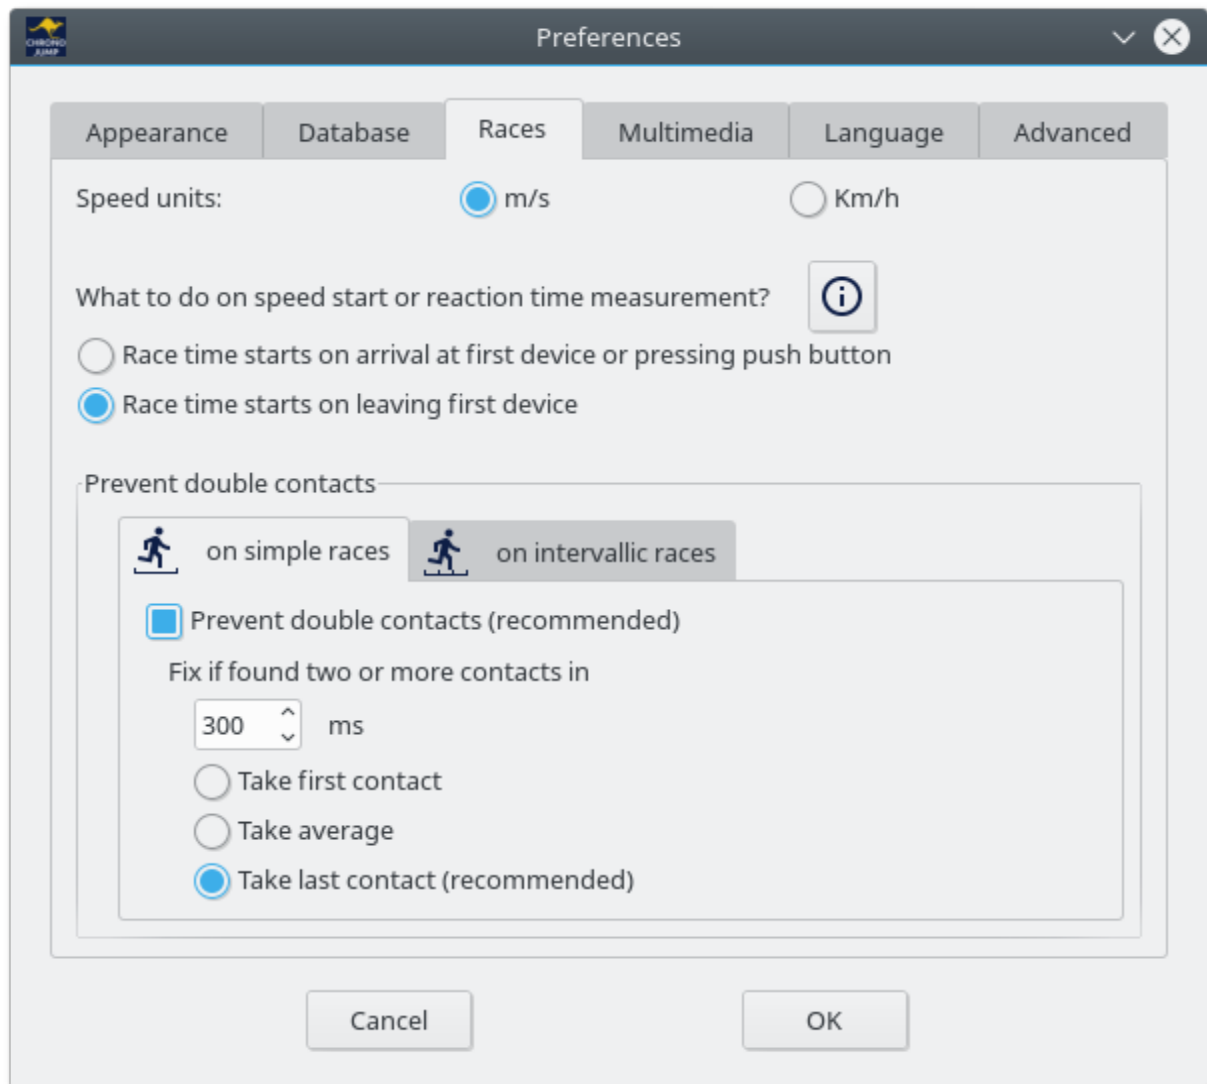 CHRONO
JUMP
Preferences
Appearance Database Races Multimedia Language Advanced
Speed units: m/s Km/h
What to do on speed start or reaction time measurement?
Race time starts on arrival at first device or pressing push button
Race time starts on leaving first device
Prevent double contacts
on simple races on intervallic races
Prevent double contacts (recommended)
Fix if found two or more contacts in
300 ms
Take first contact
Take average
Take last contact (recommended)
Cancel OK